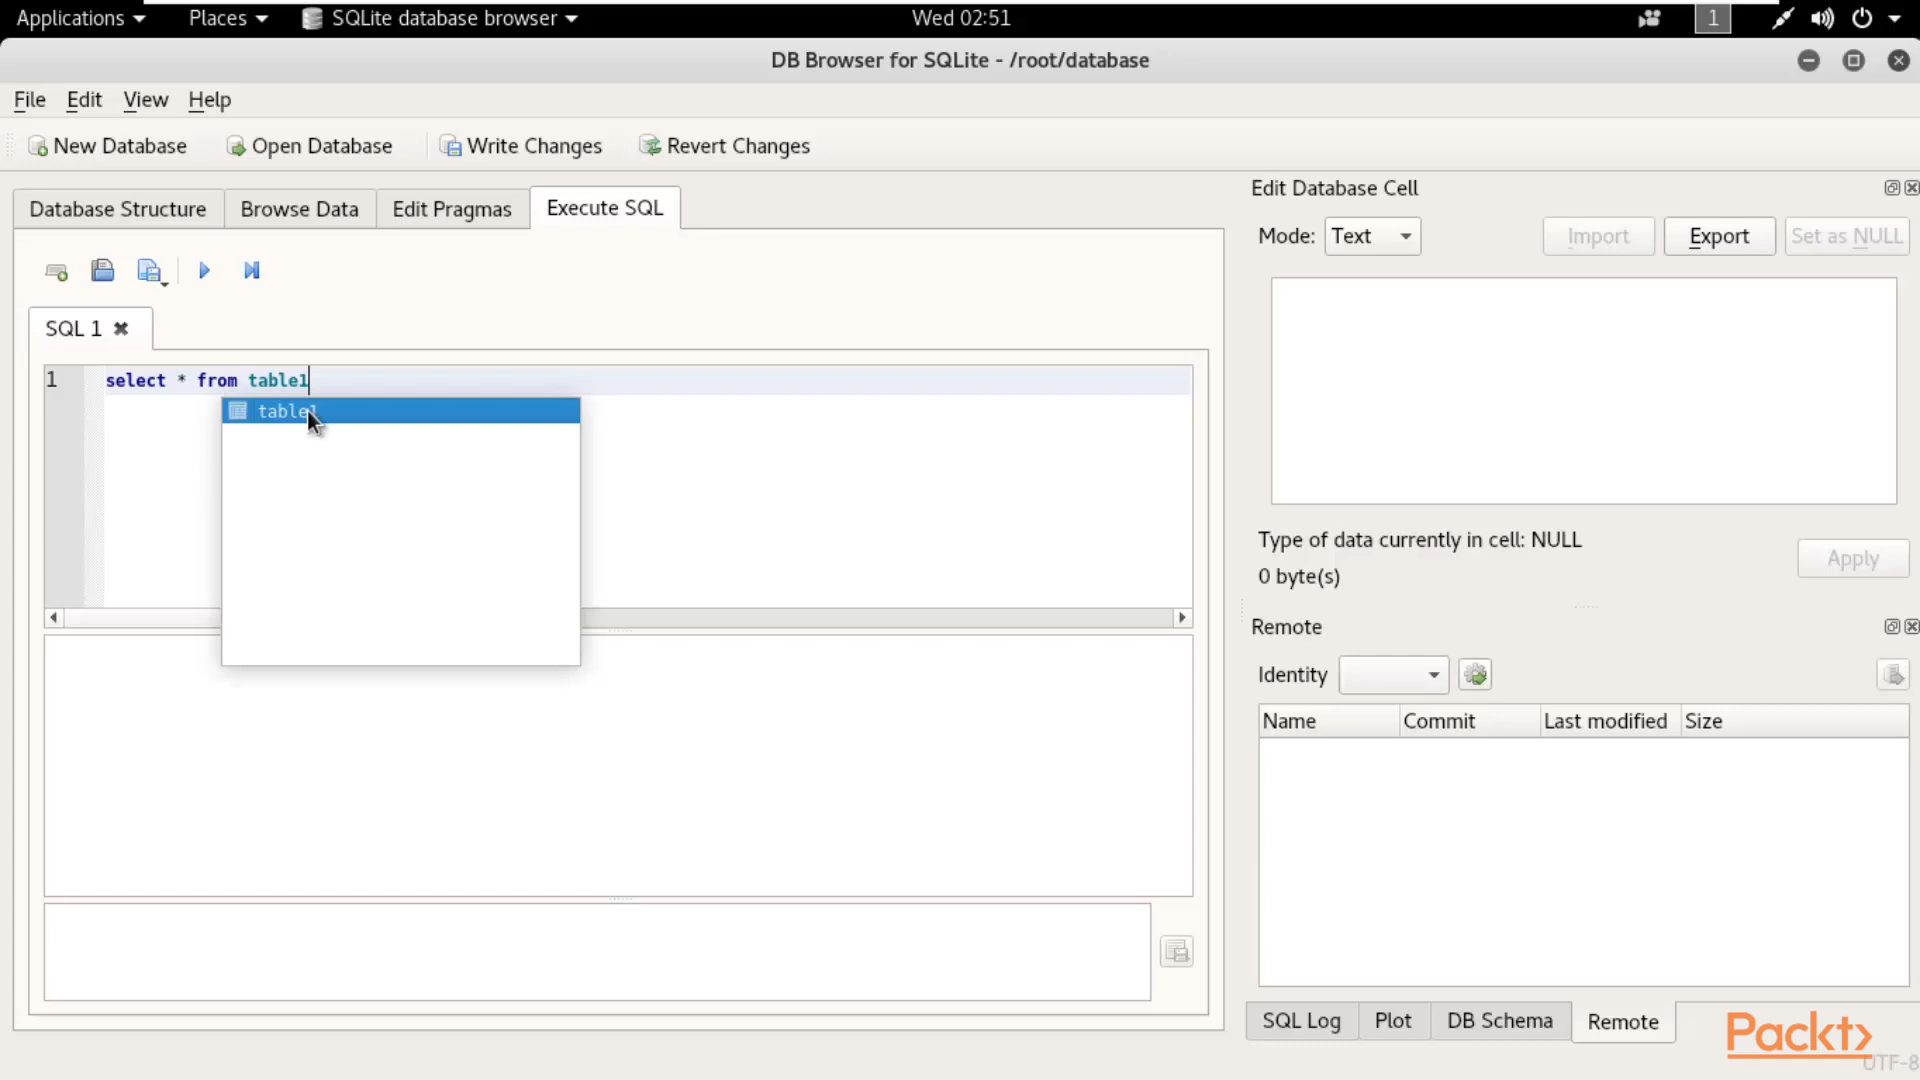 Applications Places SQLite database browser Wed 02:51 1
DB Browser for SQLite - /root/database
File Edit View Help
New Database Open Database Write Changes Revert Changes
Database Structure Browse Data Edit Pragmas Execute SQL
SQL 1
1 select * from table1
table1
Edit Database Cell
Mode: Text Import Export Set as NULL
Type of data currently in cell: NULL
0 byte(s)
Apply
Remote
Identity
Name Commit Last modified Size
SQL Log Plot DB Schema Remote
Packt>
UTF-8